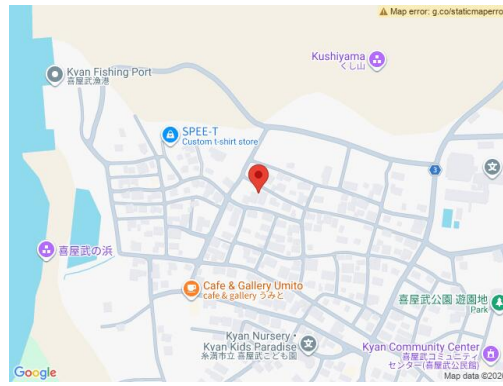 Map error: g.co/staticmaperro
Kushiyama
くし山
Kyan Fishing Port
喜屋武漁港
SPEE-T
Custom t-shirt store
3
喜屋武の浜
Cafe & Gallery Umito
cafe & gallery うみと
喜屋武公園 遊園地
Park
Kyan Nursery・
Kyan Kids Paradise
糸満市立 喜屋武こども園
Kyan Community Center
喜屋武コミュニティ
センター(喜屋武公民館)
Google
Map data ©202